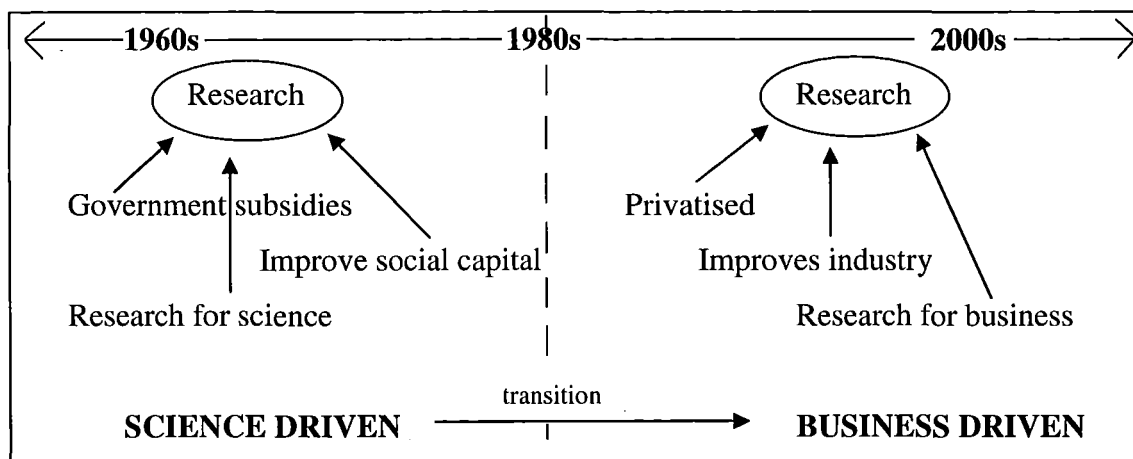 1960s 1980s 2000s
Research Research
Government subsidies Privatised
Improve social capital Improves industry
Research for science Research for business
transition
SCIENCE DRIVEN BUSINESS DRIVEN